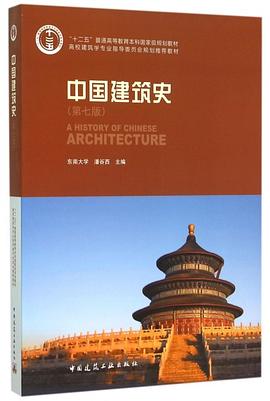 "十二五"普通高等教育本科国家级规划教材
高校建筑学专业指导委员会规划推荐教材
中国建筑史
(第七版)
A HISTORY OF CHINESE
ARCHITECTURE
东南大学 潘谷西 主编
中国建筑工业出版社